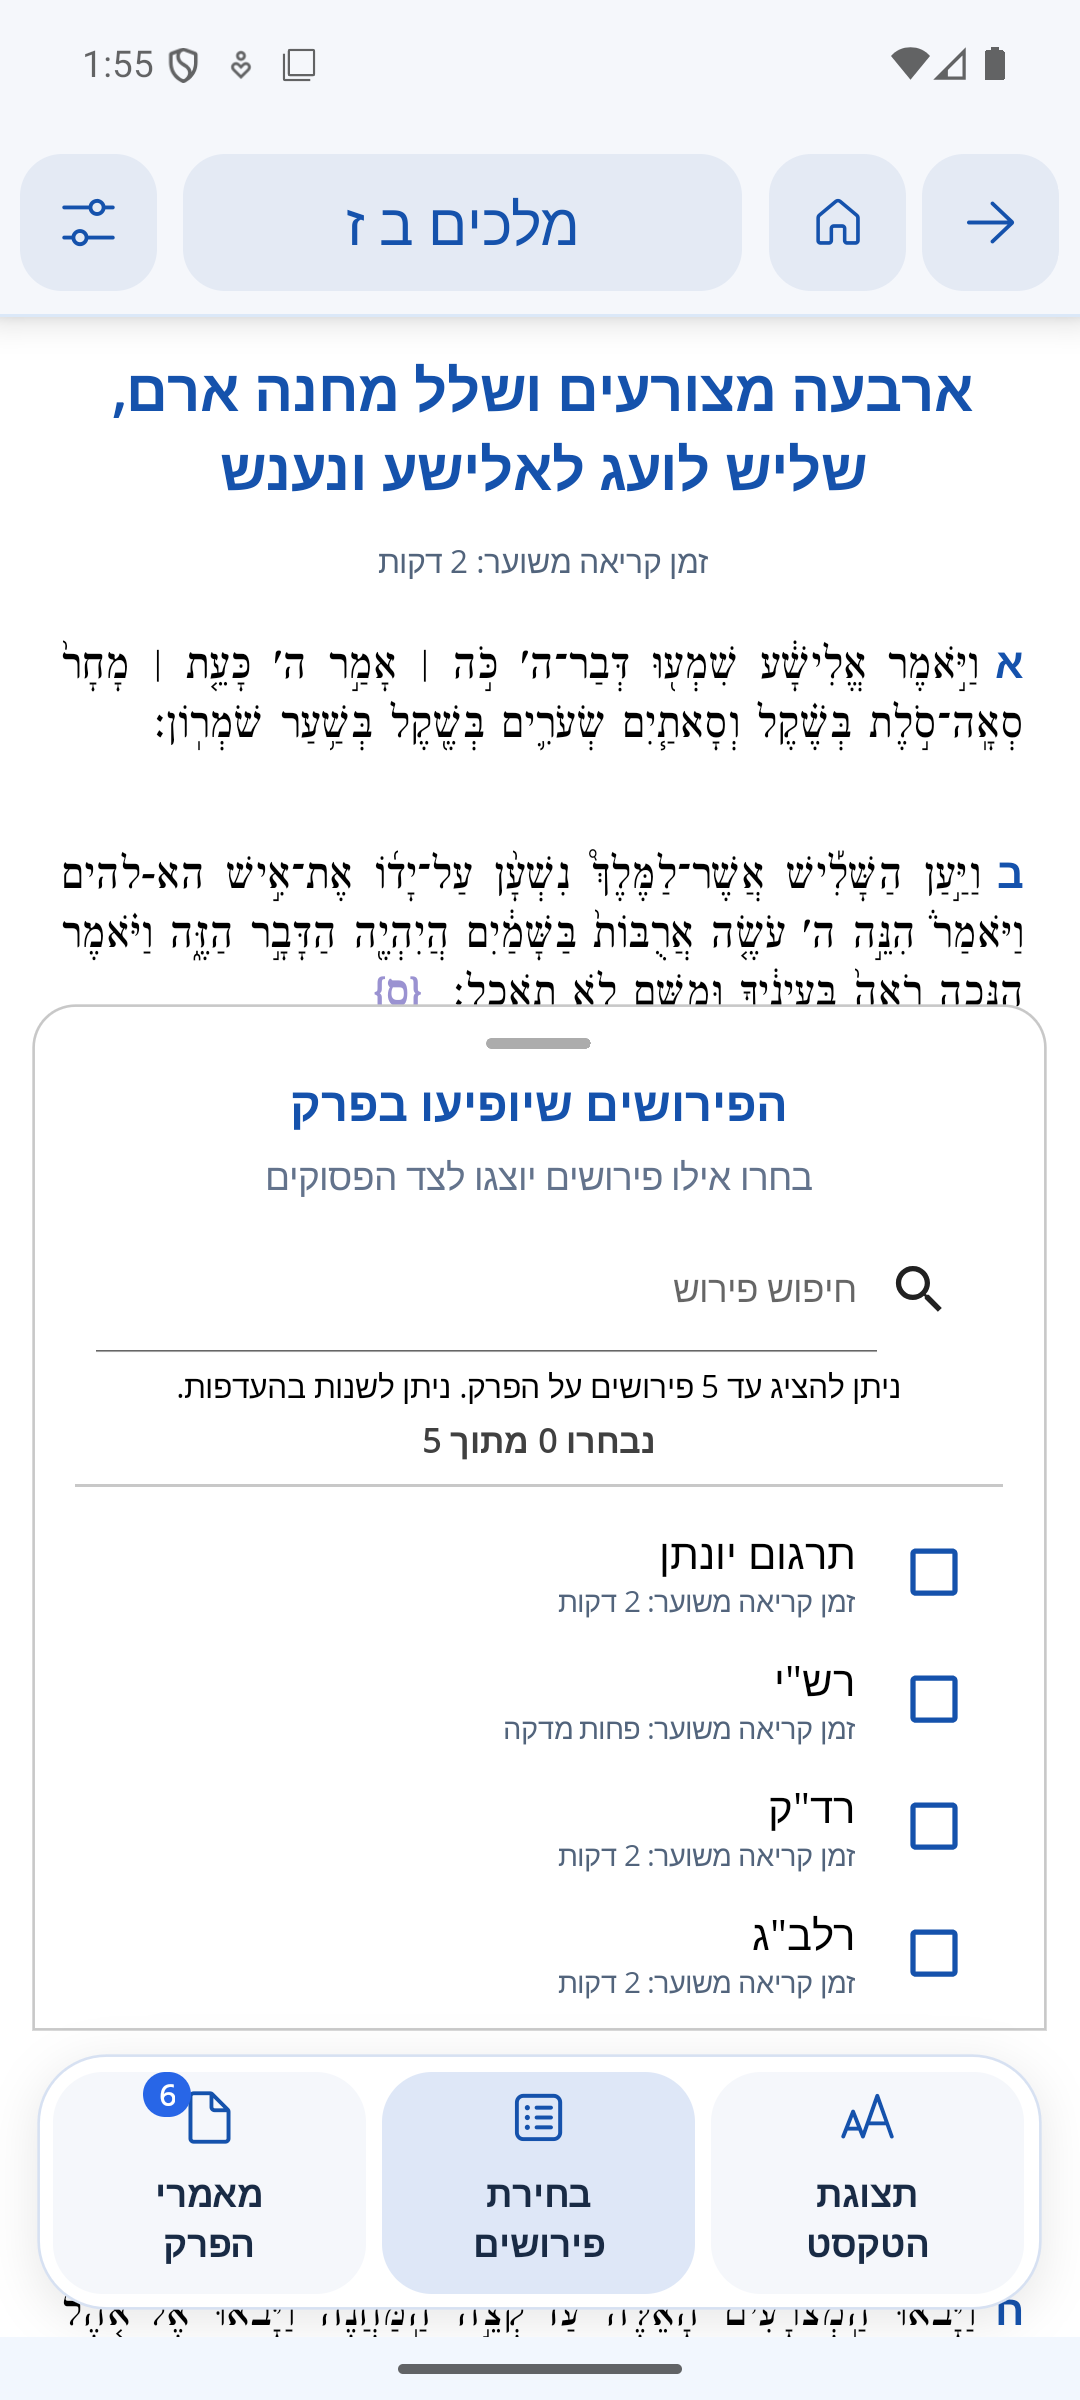 1:55
מלכים ב ז
ארבעה מצורעים ושלל מחנה ארם,
שליש לועג לאלישע ונענש
זמן קריאה משוער: 2 דקות
א וַיֹּ֣אמֶר אֱלִישָׁ֔ע שִׁמְע֖וּ דְּבַר־ה' כֹּ֣ה | אָמַ֣ר ה' כָּעֵ֤ת | מָחָר֙
סְאָֽה־סֹ֣לֶת בְּשֶׁ֔קֶל וְסָאתַ֧יִם שְׂעֹרִ֛ים בְּשֶׁ֖קֶל בְּשַׁ֥עַר שֹׁמְרֽוֹן:
ב וַיַּ֣עַן הַשָּׁלִ֡ישׁ אֲשֶׁר־לַמֶּלֶךְ֩ נִשְׁעָ֨ן עַל־יָד֜וֹ אֶת־אִ֣ישׁ הא-להים
וַיֹּאמַר֒ הִנֵּ֣ה ה' עֹשֶׂ֤ה אֲרֻבּוֹת֙ בַּשָּׁמַ֔יִם הֲיִהְיֶ֖ה הַדָּבָ֣ר הַזֶּ֑ה וַיֹּ֗אמֶר
הִנְּכָ֤ה רֹאֶה֙ בְּעֵינֶ֔יךָ וּמִשָּׁ֖ם לֹ֥א תֹאכֵֽל: {ס}
הפירושים שיופיעו בפרק
בחרו אילו פירושים יוצגו לצד הפסוקים
חיפוש פירוש
ניתן להציג עד 5 פירושים על הפרק. ניתן לשנות בהעדפות.
נבחרו 0 מתוך 5
תרגום יונתן
זמן קריאה משוער: 2 דקות
רש"י
זמן קריאה משוער: פחות מדקה
רד"ק
זמן קריאה משוער: 2 דקות
רלב"ג
זמן קריאה משוער: 2 דקות
תצוגת
הטקסט
בחירת
פירושים
6
מאמרי
הפרק
ח